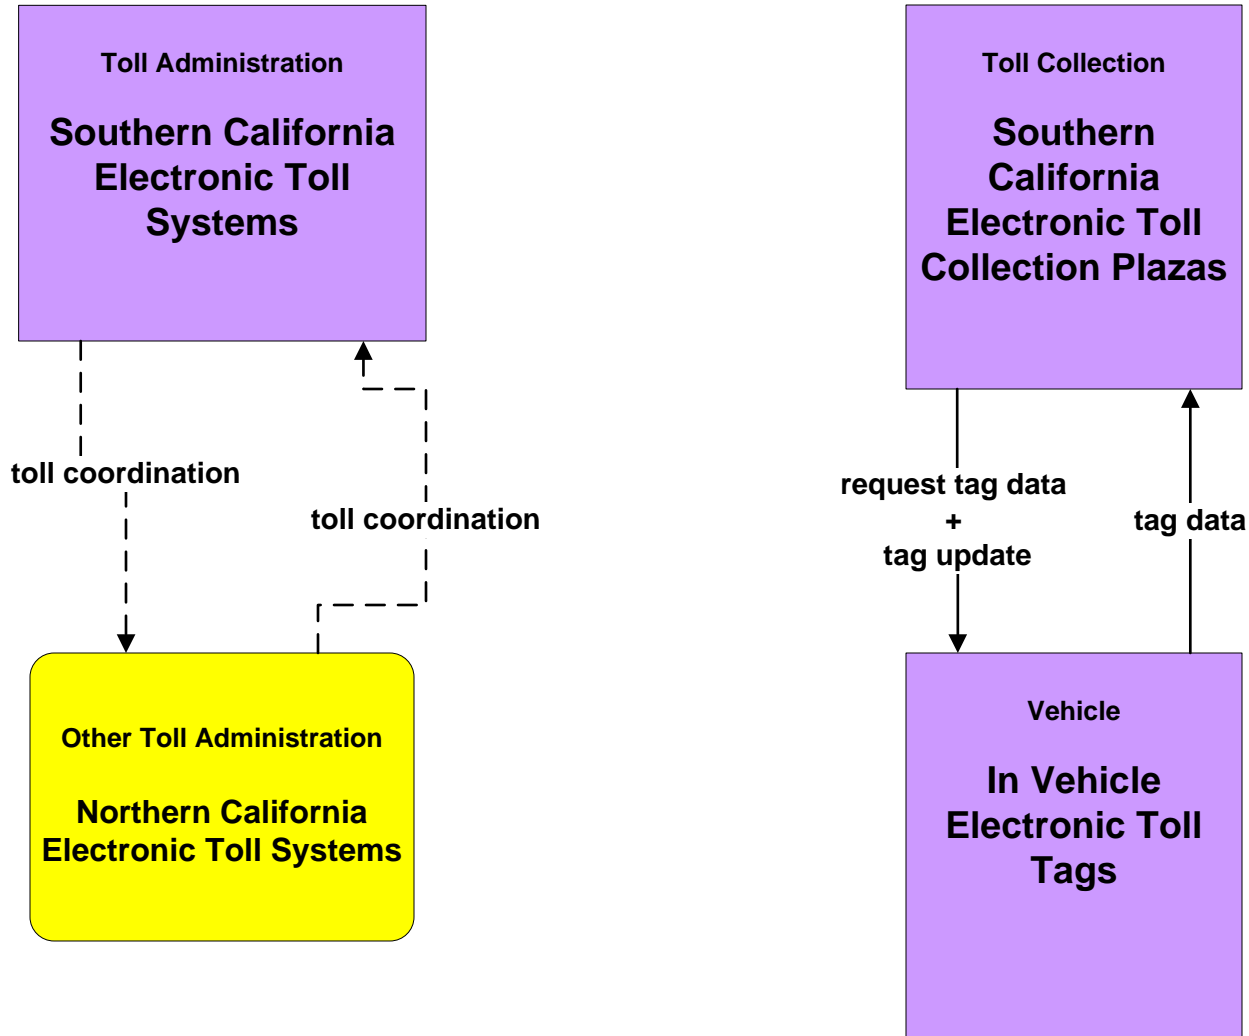 Toll Administration
Southern California
Electronic Toll
Systems
Toll Collection
Southern
California
Electronic Toll
Collection Plazas
toll coordination
toll coordination
request tag data
+
tag update
tag data
Other Toll Administration
Northern California
Electronic Toll Systems
Vehicle
In Vehicle
Electronic Toll
Tags